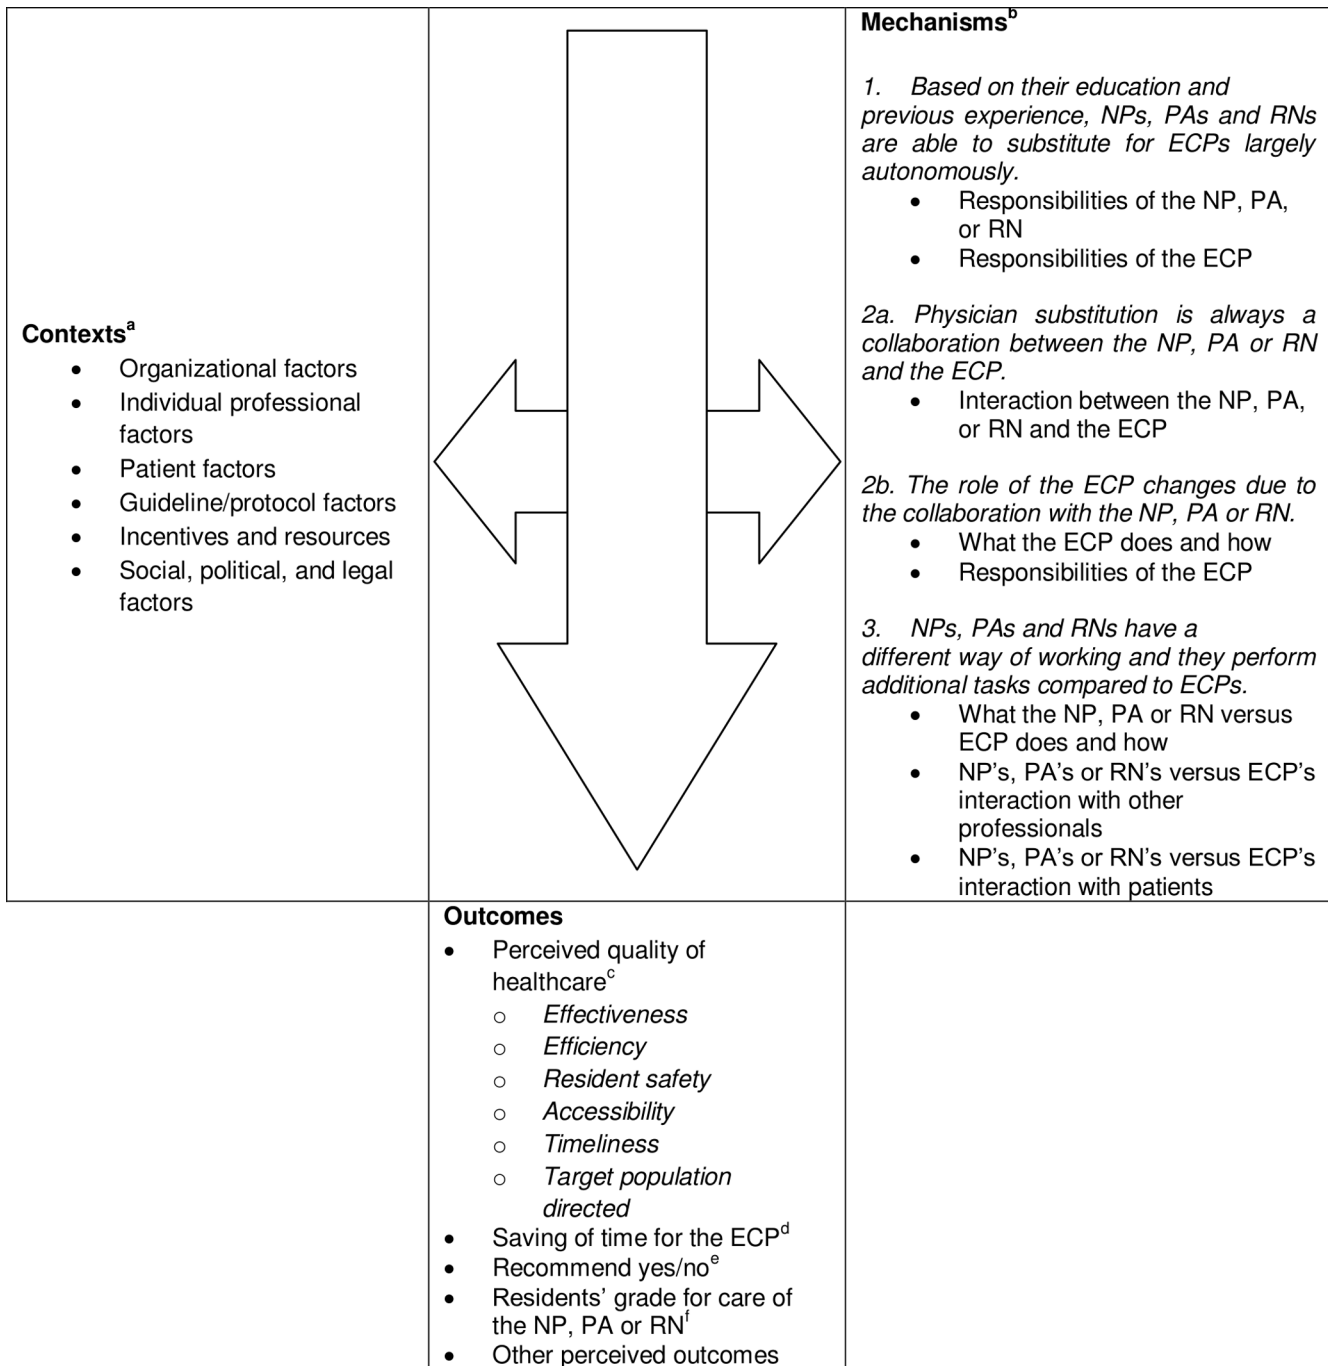 Contextsᵃ
• Organizational factors
• Individual professional
factors
• Patient factors
• Guideline/protocol factors
• Incentives and resources
• Social, political, and legal
factors
Mechanismsᵇ
1. Based on their education and
previous experience, NPs, PAs and RNs
are able to substitute for ECPs largely
autonomously.
• Responsibilities of the NP, PA,
or RN
• Responsibilities of the ECP
2a. Physician substitution is always a
collaboration between the NP, PA or RN
and the ECP.
• Interaction between the NP, PA,
or RN and the ECP
2b. The role of the ECP changes due to
the collaboration with the NP, PA or RN.
• What the ECP does and how
• Responsibilities of the ECP
3. NPs, PAs and RNs have a
different way of working and they perform
additional tasks compared to ECPs.
• What the NP, PA or RN versus
ECP does and how
• NP’s, PA’s or RN’s versus ECP’s
interaction with other
professionals
• NP’s, PA’s or RN’s versus ECP’s
interaction with patients
Outcomes
• Perceived quality of
healthcareᶜ
o Effectiveness
o Efficiency
o Resident safety
o Accessibility
o Timeliness
o Target population
directed
• Saving of time for the ECPᵈ
• Recommend yes/noᵉ
• Residents’ grade for care of
the NP, PA or RNᶠ
• Other perceived outcomes